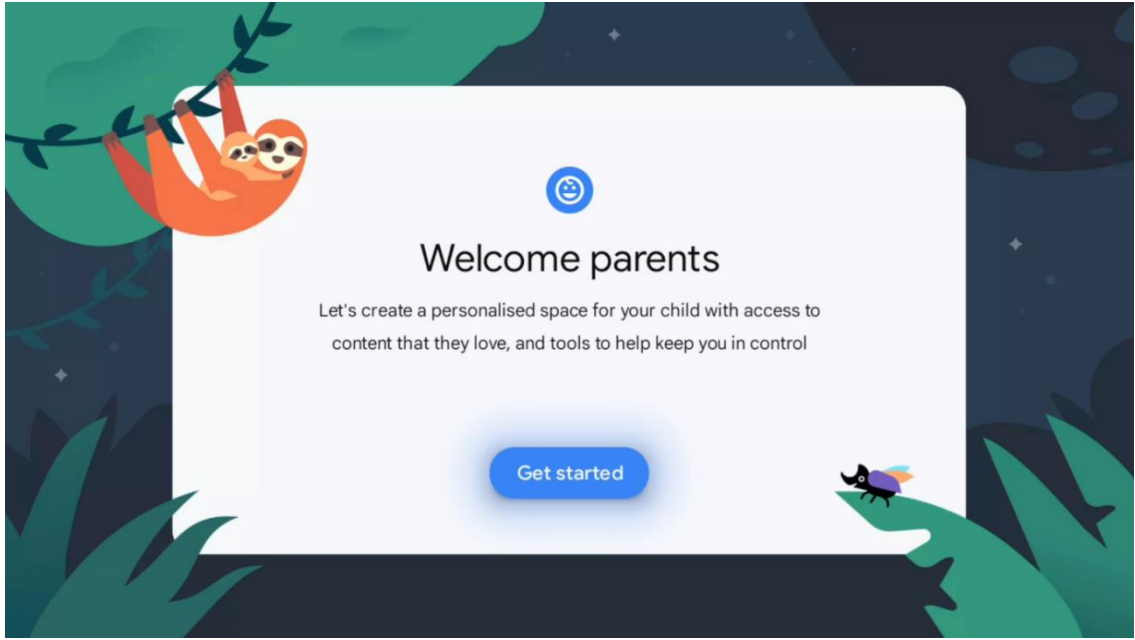 Welcome parents
Let's create a personalised space for your child with access to
content that they love, and tools to help keep you in control
Get started